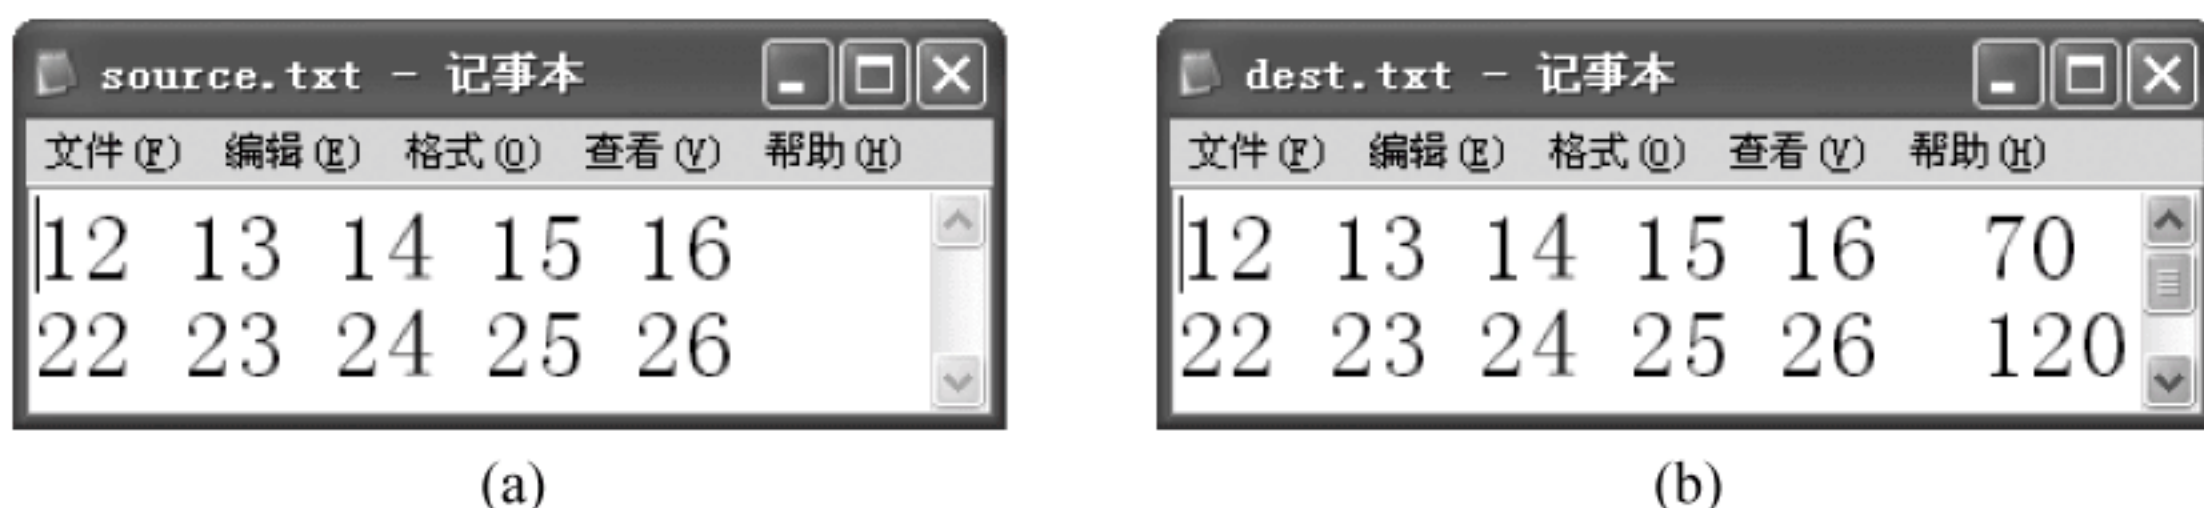 source.txt - 记事本
文件(F) 编辑(E) 格式(O) 查看(V) 帮助(H)
12 13 14 15 16
22 23 24 25 26
(a)
dest.txt - 记事本
文件(F) 编辑(E) 格式(O) 查看(V) 帮助(H)
12 13 14 15 16 70
22 23 24 25 26 120
(b)